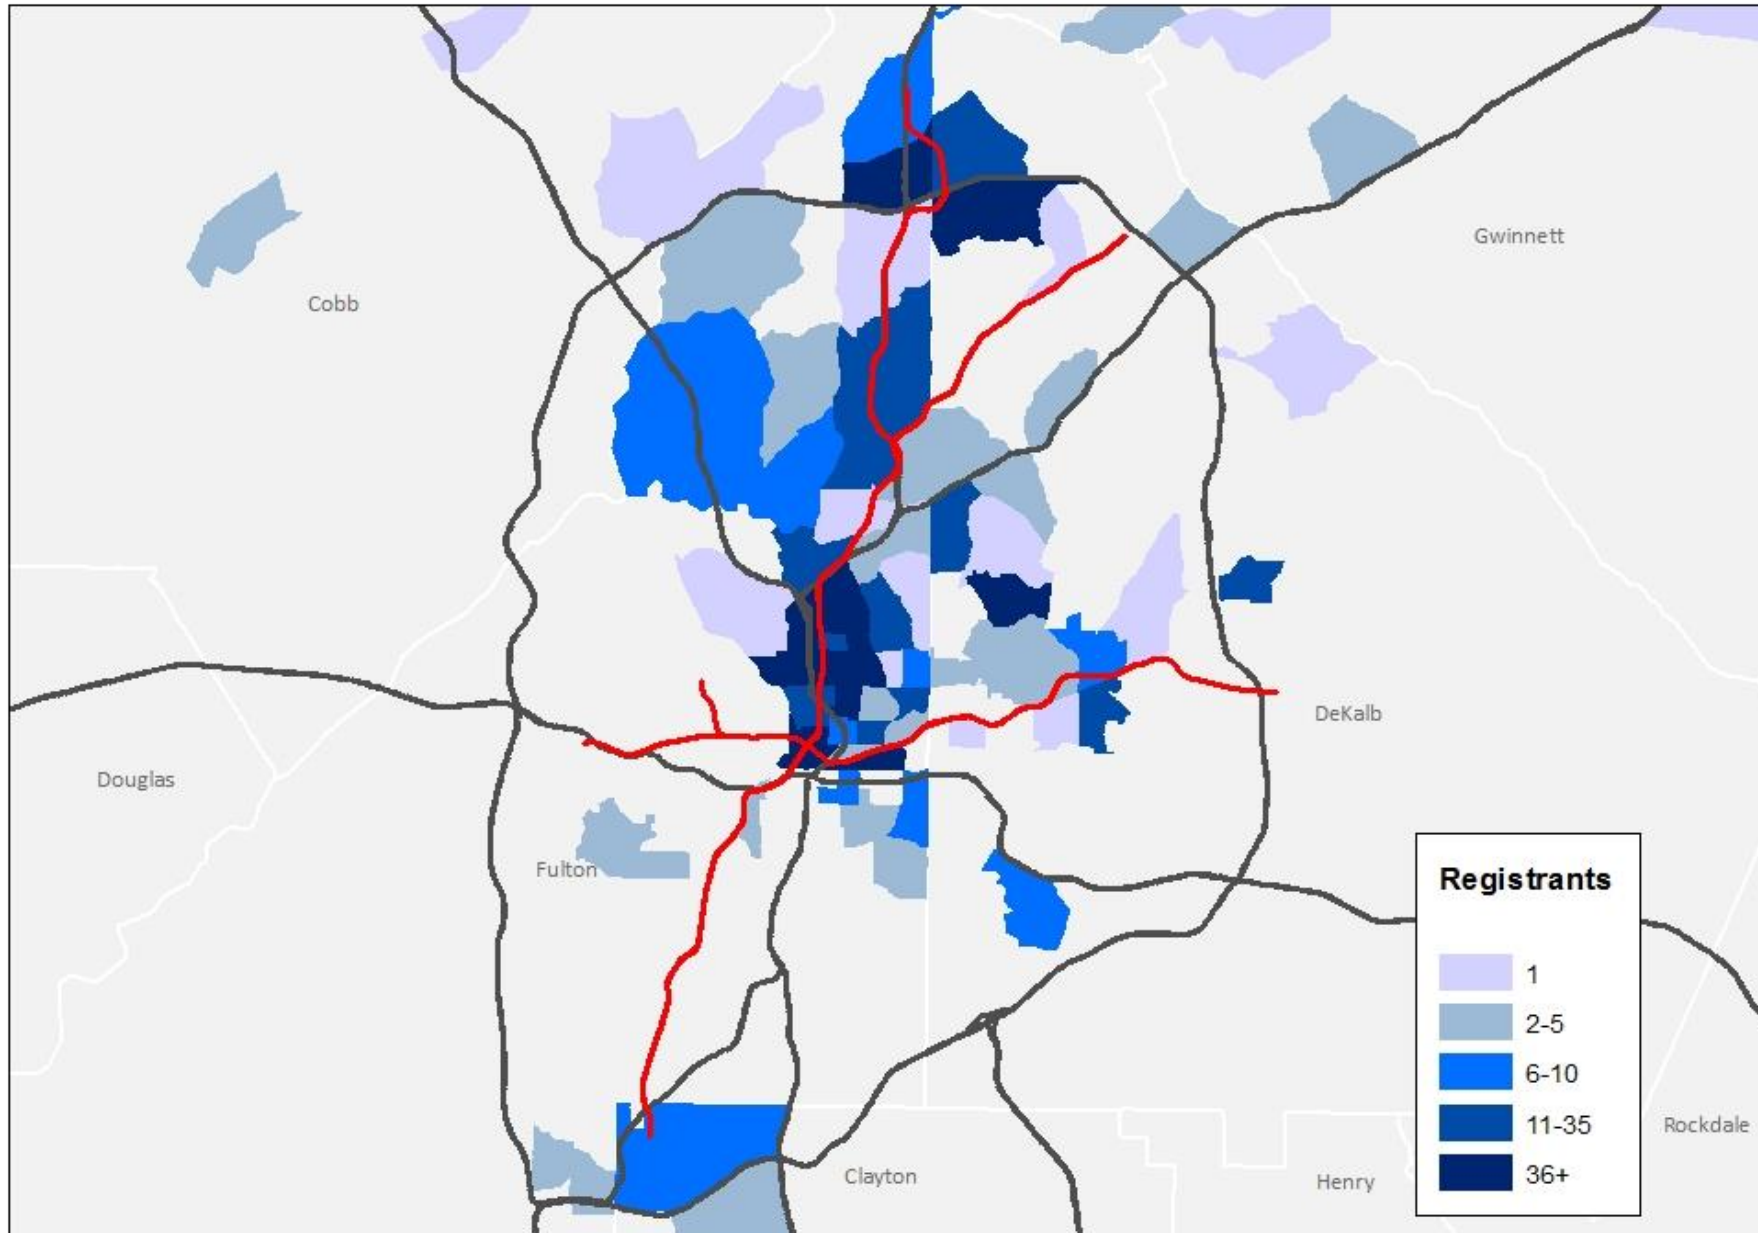 Gwinnett
Cobb
DeKalb
Douglas
Fulton
Clayton
Henry
Rockdale
Registrants
1
2-5
6-10
11-35
36+